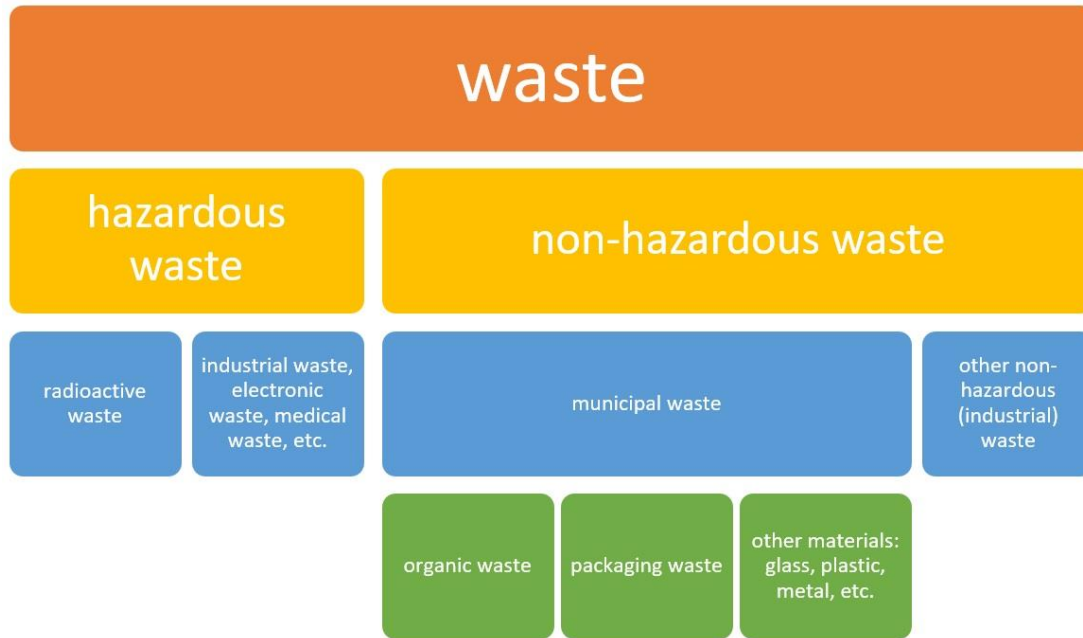 waste
hazardous
waste
non-hazardous waste
radioactive
waste
industrial waste,
electronic
waste, medical
waste, etc.
municipal waste
other non-
hazardous
(industrial)
waste
organic waste
packaging waste
other materials:
glass, plastic,
metal, etc.